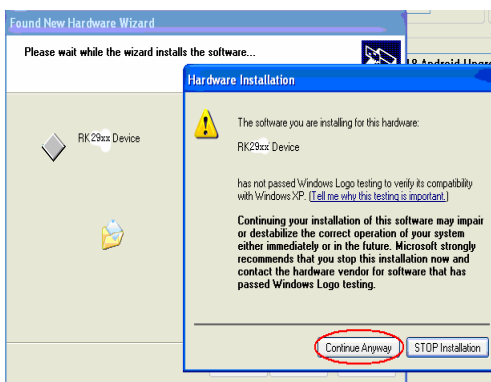 Found New Hardware Wizard
Please wait while the wizard installs the software...
18 Android
Hardware Installation
The software you are installing for this hardware:
RK29xx Device
RK29xx Device
has not passed Windows Logo testing to verify its compatibility
with Windows XP. (Tell me why this testing is important.)
Continuing your installation of this software may impair
or destabilize the correct operation of your system
either immediately or in the future. Microsoft strongly
recommends that you stop this installation now and
contact the hardware vendor for software that has
passed Windows Logo testing.
Continue Anyway
STOP Installation